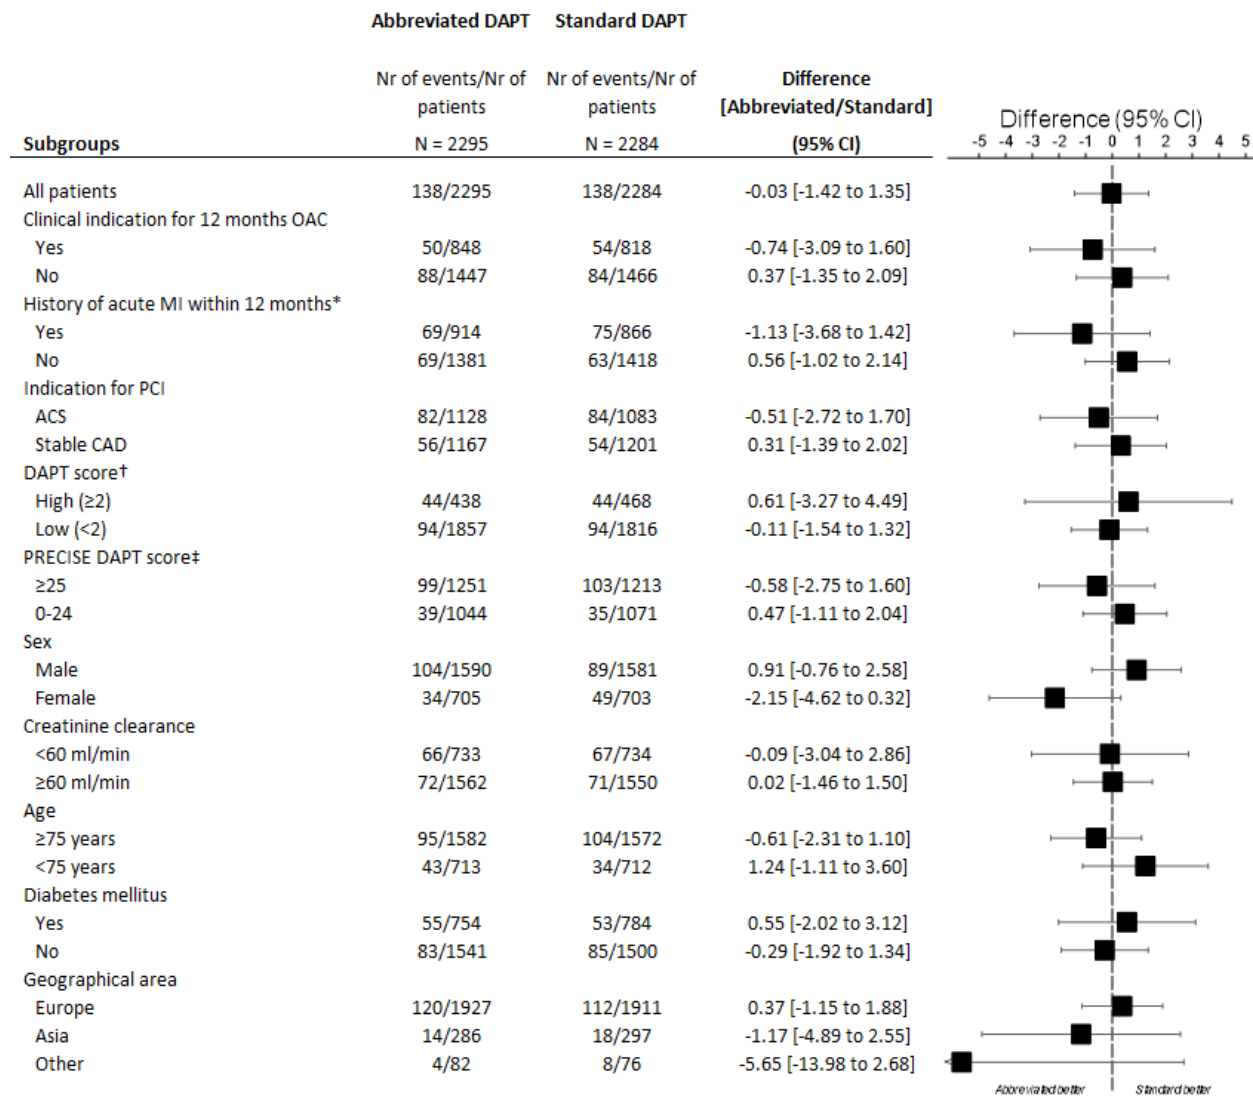 Abbreviated DAPT Standard DAPT
Nr of events/Nr of Nr of events/Nr of Difference
patients patients [Abbreviated/Standard]
Subgroups N = 2295 N = 2284 (95% CI)
Difference (95% CI)
-5 -4 -3 -2 -1 0 1 2 3 4 5
All patients 138/2295 138/2284 -0.03 [-1.42 to 1.35]
Clinical indication for 12 months OAC
Yes 50/848 54/818 -0.74 [-3.09 to 1.60]
No 88/1447 84/1466 0.37 [-1.35 to 2.09]
History of acute MI within 12 months*
Yes 69/914 75/866 -1.13 [-3.68 to 1.42]
No 69/1381 63/1418 0.56 [-1.02 to 2.14]
Indication for PCI
ACS 82/1128 84/1083 -0.51 [-2.72 to 1.70]
Stable CAD 56/1167 54/1201 0.31 [-1.39 to 2.02]
DAPT score†
High (≥2) 44/438 44/468 0.61 [-3.27 to 4.49]
Low (<2) 94/1857 94/1816 -0.11 [-1.54 to 1.32]
PRECISE DAPT score‡
≥25 99/1251 103/1213 -0.58 [-2.75 to 1.60]
0-24 39/1044 35/1071 0.47 [-1.11 to 2.04]
Sex
Male 104/1590 89/1581 0.91 [-0.76 to 2.58]
Female 34/705 49/703 -2.15 [-4.62 to 0.32]
Creatinine clearance
<60 ml/min 66/733 67/734 -0.09 [-3.04 to 2.86]
≥60 ml/min 72/1562 71/1550 0.02 [-1.46 to 1.50]
Age
≥75 years 95/1582 104/1572 -0.61 [-2.31 to 1.10]
<75 years 43/713 34/712 1.24 [-1.11 to 3.60]
Diabetes mellitus
Yes 55/754 53/784 0.55 [-2.02 to 3.12]
No 83/1541 85/1500 -0.29 [-1.92 to 1.34]
Geographical area
Europe 120/1927 112/1911 0.37 [-1.15 to 1.88]
Asia 14/286 18/297 -1.17 [-4.89 to 2.55]
Other 4/82 8/76 -5.65 [-13.98 to 2.68]
Abbreviated better Standard better